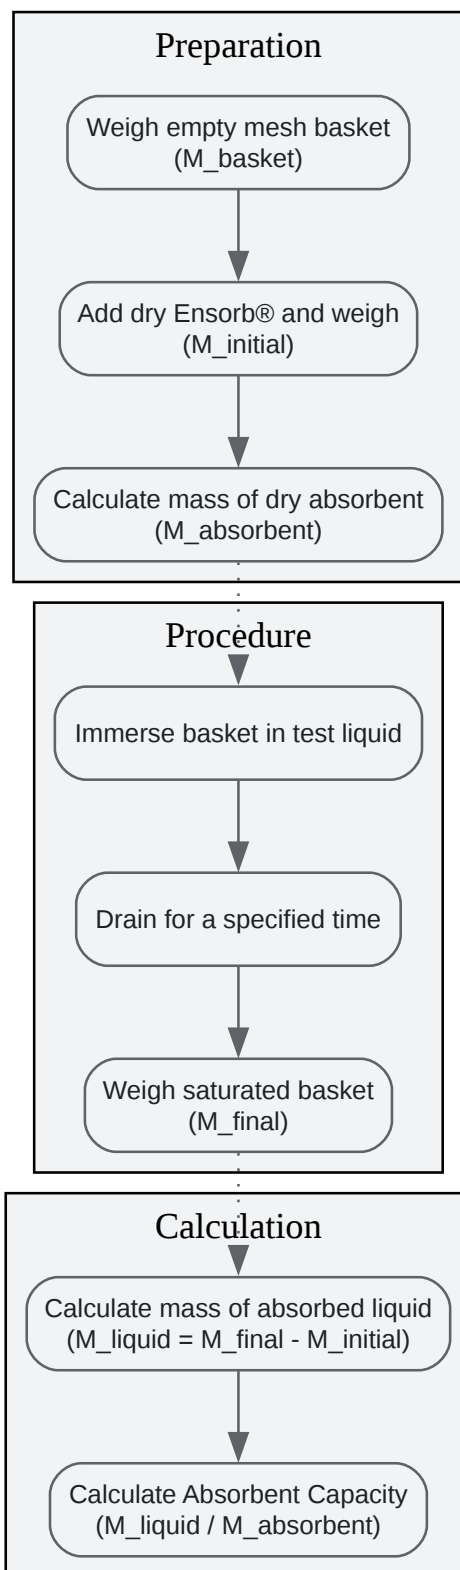 Preparation
Weigh empty mesh basket
(M_basket)
Add dry Ensorb® and weigh
(M_initial)
Calculate mass of dry absorbent
(M_absorbent)
Procedure
Immerse basket in test liquid
Drain for a specified time
Weigh saturated basket
(M_final)
Calculation
Calculate mass of absorbed liquid
(M_liquid = M_final - M_initial)
Calculate Absorbent Capacity
(M_liquid / M_absorbent)